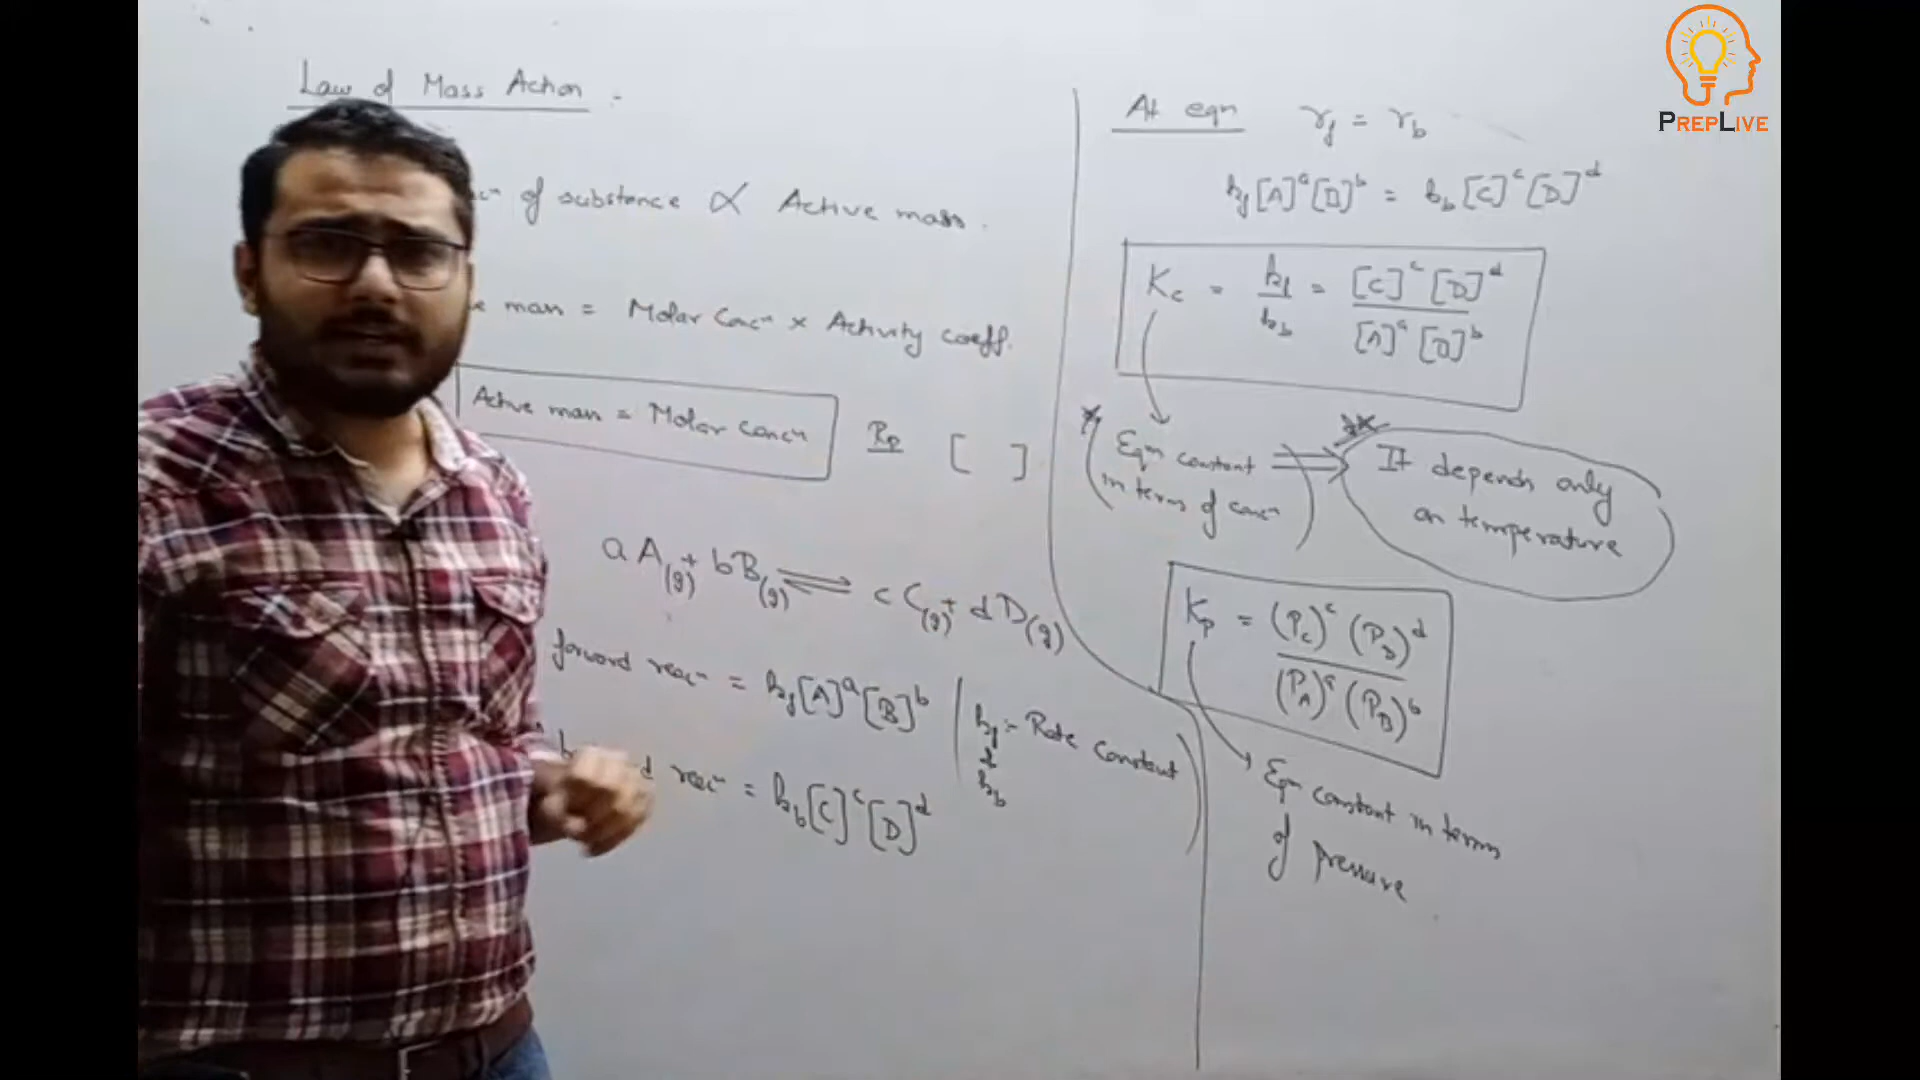 Law of Mass Action :-
of substance ∝ Active mass.
mass = Molar Concⁿ × Activity coeff.
Active mass = Molar Concⁿ
Rp [ ]
aA(g) + bB(g) ⇌ cC(g) + dD(g)
forward reacⁿ = kf[A]ᵃ[B]ᵇ
kf :- Rate Constant
&
kb
d reacⁿ = kb[C]ᶜ[D]ᵈ
At eqn rf = rb
kf[A]ᵃ[B]ᵇ = kb[C]ᶜ[D]ᵈ
Kc = kf/kb = [C]ᶜ[D]ᵈ/[A]ᵃ[B]ᵇ
Eqn constant
in terms of concⁿ
It depends only
on temperature
Kp = (PC)ᶜ(PD)ᵈ/(PA)ᵃ(PB)ᵇ
Eqn constant in terms
of pressure
PREPLIVE